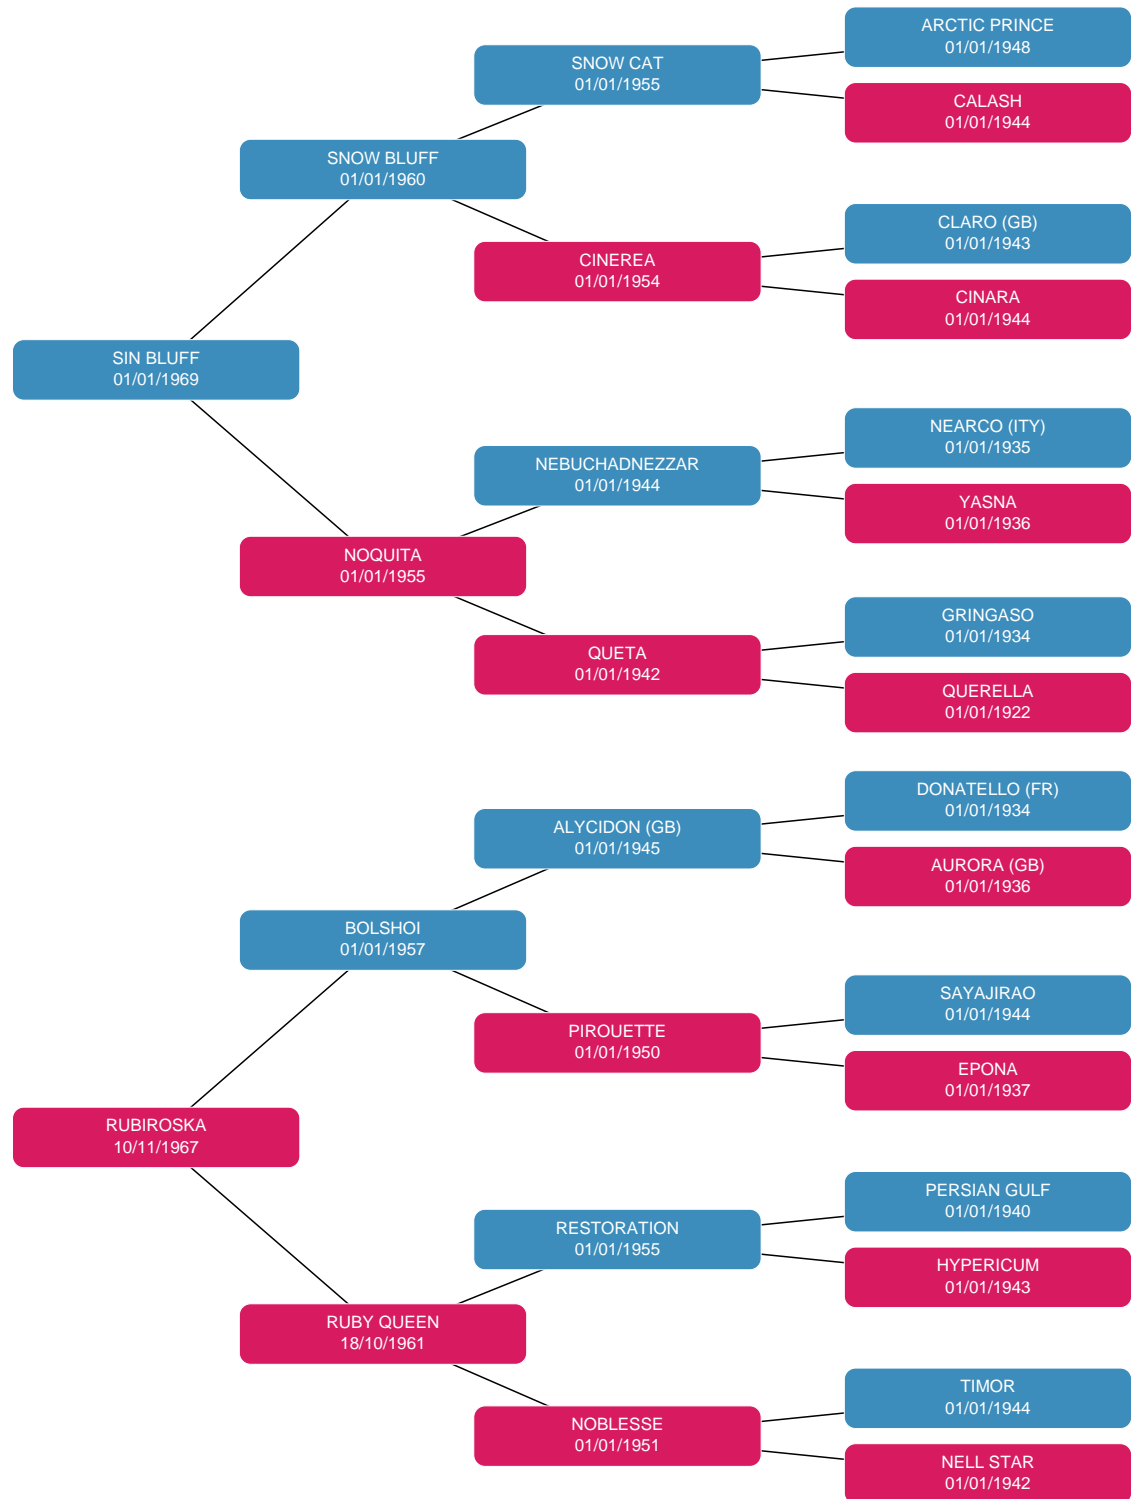 ARCTIC PRINCE
01/01/1948
SNOW CAT
01/01/1955
CALASH
01/01/1944
SNOW BLUFF
01/01/1960
CLARO (GB)
01/01/1943
CINEREA
01/01/1954
CINARA
01/01/1944
SIN BLUFF
01/01/1969
NEARCO (ITY)
01/01/1935
NEBUCHADNEZZAR
01/01/1944
YASNA
01/01/1936
NOQUITA
01/01/1955
GRINGASO
01/01/1934
QUETA
01/01/1942
QUERELLA
01/01/1922
DONATELLO (FR)
01/01/1934
ALYCIDON (GB)
01/01/1945
AURORA (GB)
01/01/1936
BOLSHOI
01/01/1957
SAYAJIRAO
01/01/1944
PIROUETTE
01/01/1950
EPONA
01/01/1937
RUBIROSKA
10/11/1967
PERSIAN GULF
01/01/1940
RESTORATION
01/01/1955
HYPERICUM
01/01/1943
RUBY QUEEN
18/10/1961
TIMOR
01/01/1944
NOBLESSE
01/01/1951
NELL STAR
01/01/1942